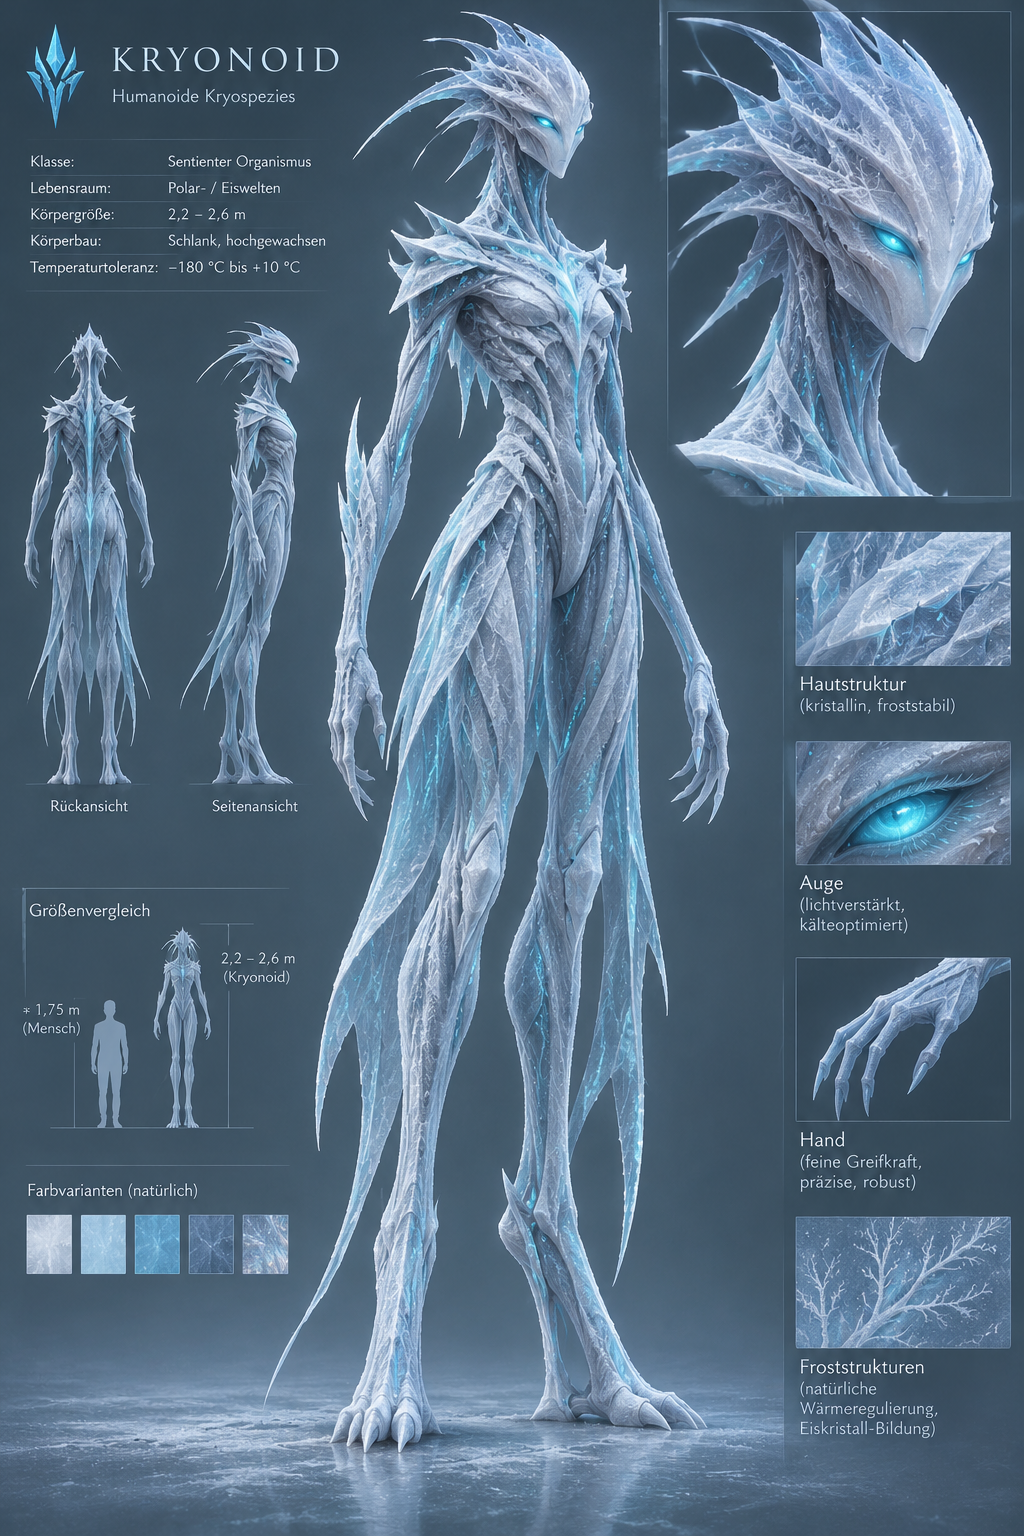 KRYONOID
Humanoide Kryospezies
Klasse: Sentienter Organismus
Lebensraum: Polar- / Eiswelten
Körpergröße: 2,2 – 2,6 m
Körperbau: Schlank, hochgewachsen
Temperaturtoleranz: −180 °C bis +10 °C
Rückansicht
Seitenansicht
Größenvergleich
2,2 – 2,6 m
(Kryonoid)
* 1,75 m
(Mensch)
Farbvarianten (natürlich)
Hautstruktur
(kristallin, froststabil)
Auge
(lichtverstärkt,
kälteoptimiert)
Hand
(feine Greifkraft,
präzise, robust)
Froststrukturen
(natürliche
Wärmeregulierung,
Eiskristall-Bildung)